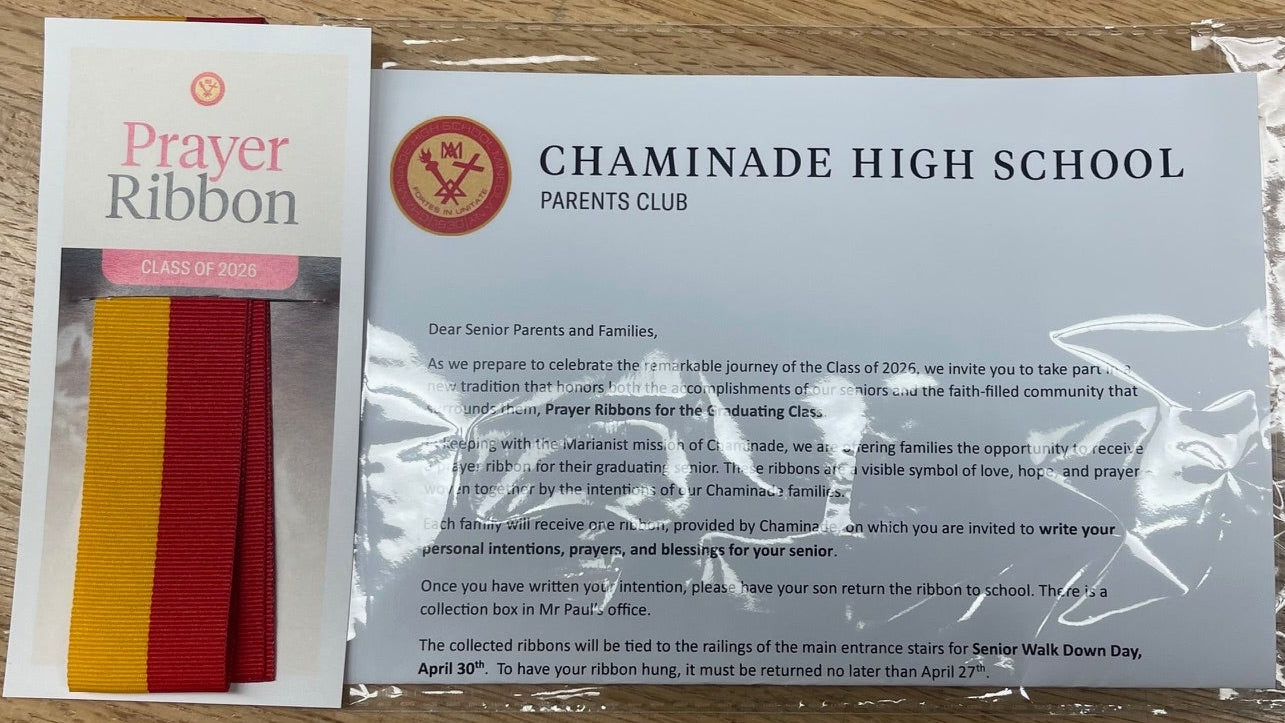 Prayer
Ribbon
CLASS OF 2026
CHAMINADE HIGH SCHOOL
PARENTS CLUB
FORTES IN UNITATE
Dear Senior Parents and Families,
As we prepare to celebrate the remarkable journey of the Class of 2026, we invite you to take part in a
new tradition that honors both the accomplishments of our seniors and the faith-filled community that
surrounds them, Prayer Ribbons for the Graduating Class.
keeping with the Marianist mission of Chaminade, we are offering families the opportunity to receive
prayer ribbon for their graduating senior. These ribbons are a visible symbol of love, hope, and prayer
woven together by the intentions of our Chaminade families.
Each family will receive one ribbon, provided by Chaminade, on which you are invited to write your
personal intentions, prayers, and blessings for your senior.
Once you have written your intention, please have your son return the ribbon to school. There is a
collection box in Mr Paul's office.
The collected ribbons will be tied to the railings of the main entrance stairs for Senior Walk Down Day,
April 30th. To have your ribbon hung, it must be returned no later than April 27th.